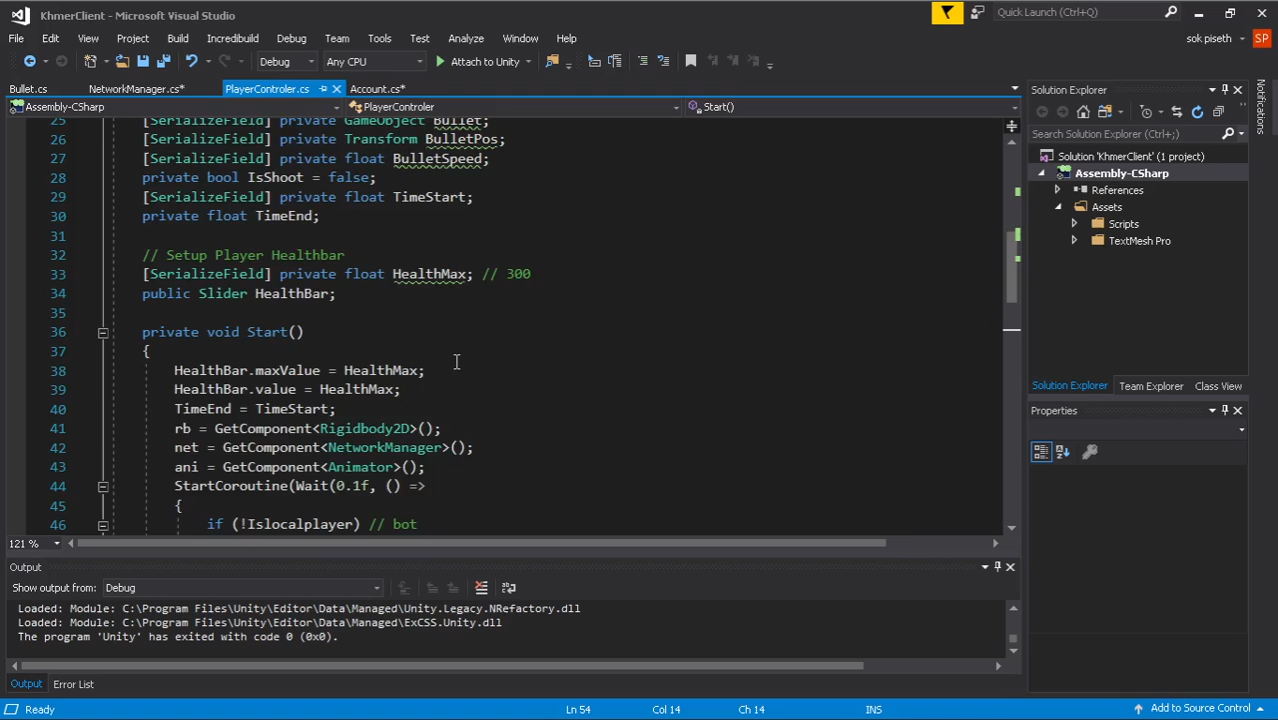 KhmerClient - Microsoft Visual Studio
Quick Launch (Ctrl+Q)
File Edit View Project Build Incredibuild Debug Team Tools Test Analyze Window Help
sok piseth SP
Debug Any CPU Attach to Unity
Bullet.cs NetworkManager.cs* PlayerControler.cs Account.cs*
Assembly-CSharp PlayerControler Start()
25 [SerializeField] private GameObject Bullet;
26 [SerializeField] private Transform BulletPos;
27 [SerializeField] private float BulletSpeed;
28 private bool IsShoot = false;
29 [SerializeField] private float TimeStart;
30 private float TimeEnd;
31
32 // Setup Player Healthbar
33 [SerializeField] private float HealthMax; // 300
34 public Slider HealthBar;
35
36 private void Start()
37 {
38 HealthBar.maxValue = HealthMax;
39 HealthBar.value = HealthMax;
40 TimeEnd = TimeStart;
41 rb = GetComponent<Rigidbody2D>();
42 net = GetComponent<NetworkManager>();
43 ani = GetComponent<Animator>();
44 StartCoroutine(Wait(0.1f, () =>
45 {
46 if (!Islocalplayer) // bot
121 %
Output
Show output from: Debug
Loaded: Module: C:\Program Files\Unity\Editor\Data\Managed\Unity.Legacy.NRefactory.dll
Loaded: Module: C:\Program Files\Unity\Editor\Data\Managed\ExCSS.Unity.dll
The program 'Unity' has exited with code 0 (0x0).
Output Error List
Solution Explorer
Search Solution Explorer (Ctrl+;)
Solution 'KhmerClient' (1 project)
Assembly-CSharp
References
Assets
Scripts
TextMesh Pro
Solution Explorer Team Explorer Class View
Properties
Notifications
Ready Ln 54 Col 14 Ch 14 INS Add to Source Control